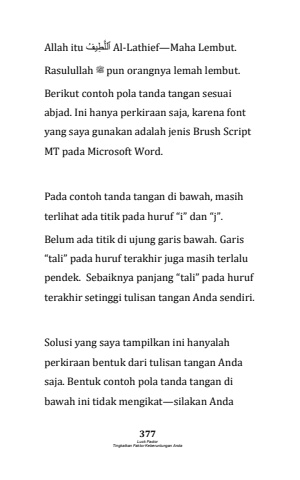 Allah itu ٱللَّطِيفُ Al-Lathief—Maha Lembut.
Rasulullah ﷺ pun orangnya lemah lembut.
Berikut contoh pola tanda tangan sesuai
abjad. Ini hanya perkiraan saja, karena font
yang saya gunakan adalah jenis Brush Script
MT pada Microsoft Word.
Pada contoh tanda tangan di bawah, masih
terlihat ada titik pada huruf “i” dan “j”.
Belum ada titik di ujung garis bawah. Garis
“tali” pada huruf terakhir juga masih terlalu
pendek. Sebaiknya panjang “tali” pada huruf
terakhir setinggi tulisan tangan Anda sendiri.
Solusi yang saya tampilkan ini hanyalah
perkiraan bentuk dari tulisan tangan Anda
saja. Bentuk contoh pola tanda tangan di
bawah ini tidak mengikat—silakan Anda
377
Luck Factor
Tingkatkan Faktor Keberuntungan Anda